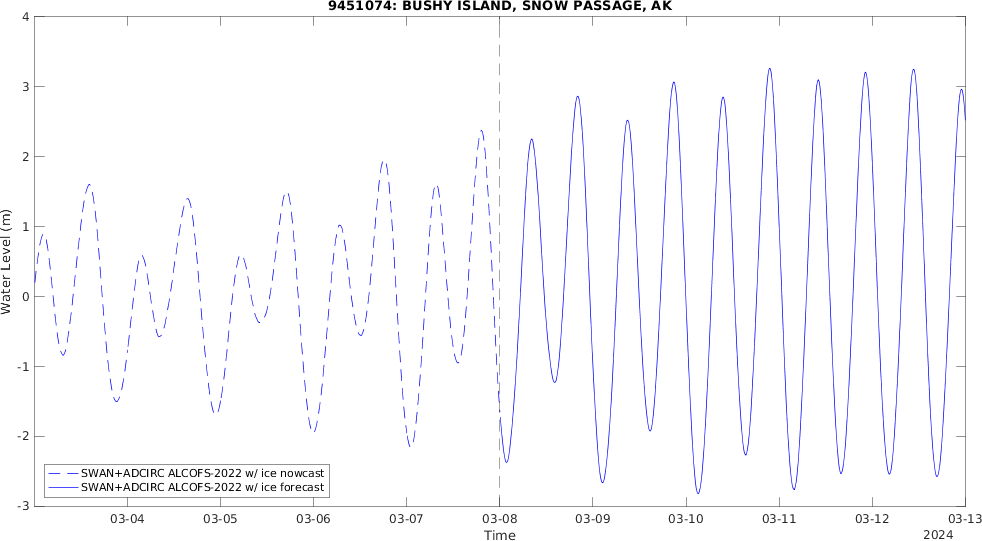 9451074: BUSHY ISLAND, SNOW PASSAGE, AK
Water Level (m)
4
3
2
1
0
-1
-2
-3
SWAN+ADCIRC ALCOFS-2022 w/ ice nowcast
SWAN+ADCIRC ALCOFS-2022 w/ ice forecast
03-04 03-05 03-06 03-07 03-08 03-09 03-10 03-11 03-12 03-13
Time
2024